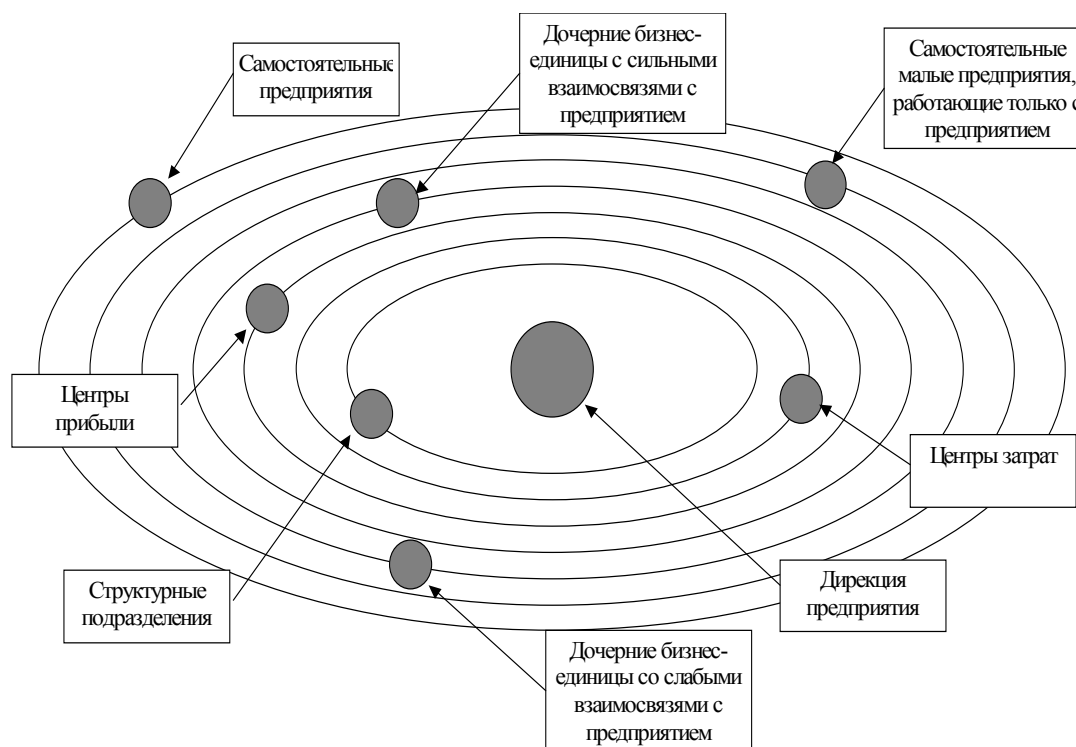 Самостоятельные
предприятия
Дочерние бизнес-
единицы с сильными
взаимосвязями с
предприятием
Самостоятельные
малые предприятия,
работающие только с
предприятием
Центры
прибыли
Центры затрат
Структурные
подразделения
Дирекция
предприятия
Дочерние бизнес-
единицы со слабыми
взаимосвязями с
предприятием